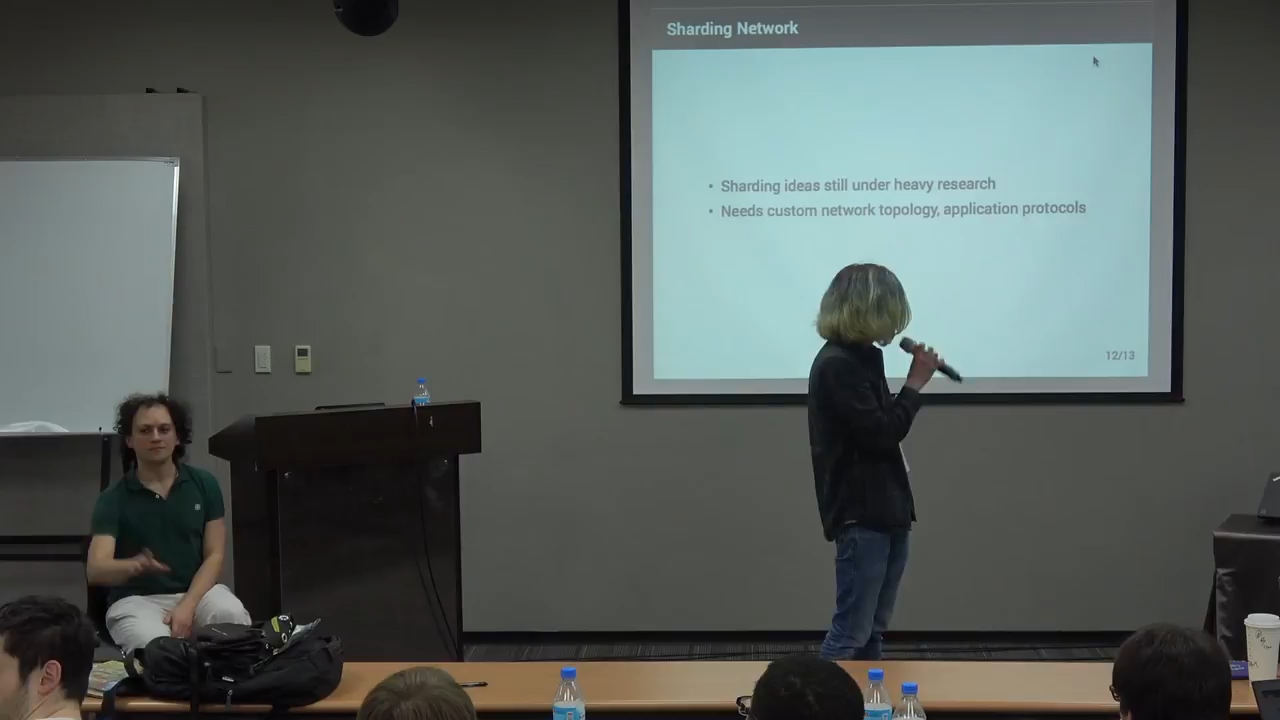 Sharding Network
• Sharding ideas still under heavy research
• Needs custom network topology, application protocols
12/13